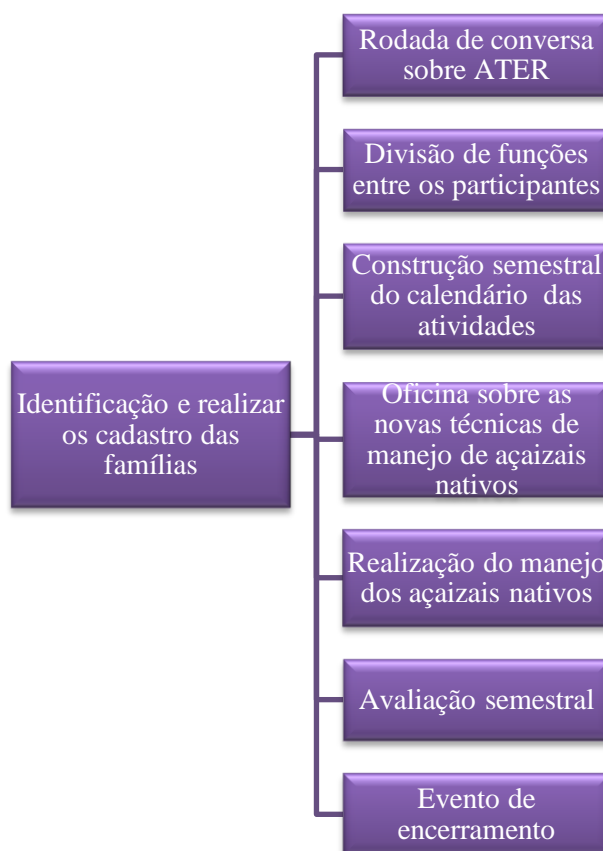 Identificação e realizar
os cadastro das
famílias
Rodada de conversa
sobre ATER
Divisão de funções
entre os participantes
Construção semestral
do calendário das
atividades
Oficina sobre as
novas técnicas de
manejo de açaizais
nativos
Realização do manejo
dos açaizais nativos
Avaliação semestral
Evento de
encerramento